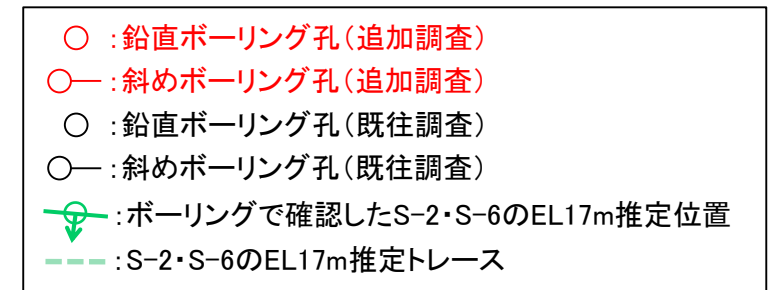 :鉛直ボーリング孔(追加調査)
:斜めボーリング孔(追加調査)
:鉛直ボーリング孔(既往調査)
:斜めボーリング孔(既往調査)
:ボーリングで確認したS-2・S-6のEL17m推定位置
:S-2・S-6のEL17m推定トレース